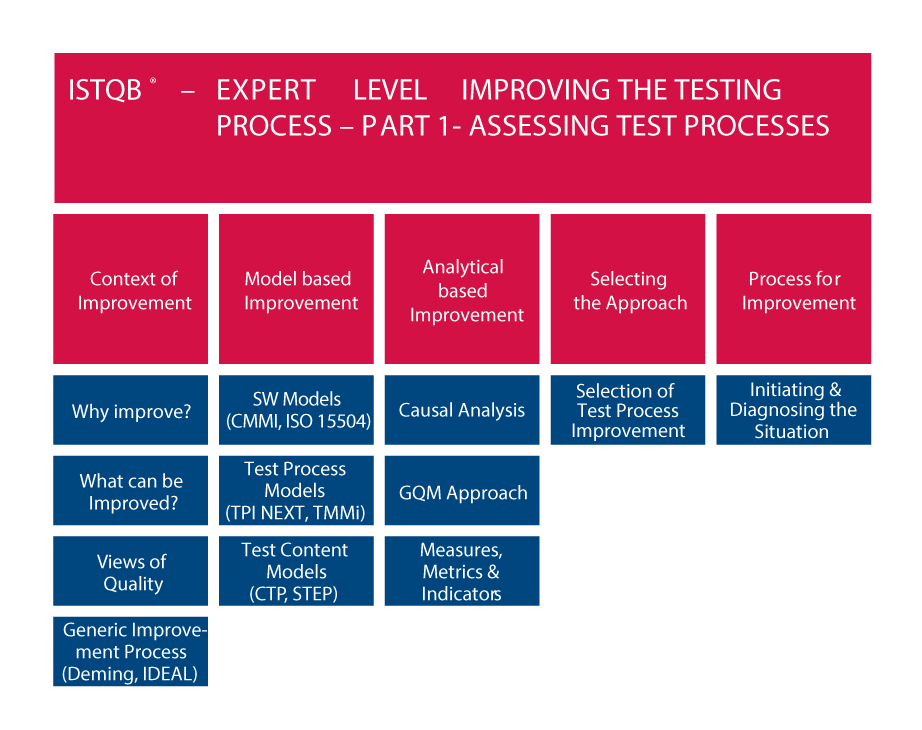 ISTQB ® – EXPERT LEVEL IMPROVING THE TESTING
PROCESS – PART 1- ASSESSING TEST PROCESSES
Context of
Improvement
Model based
Improvement
Analytical
based
Improvement
Selecting
the Approach
Process for
Improvement
Why improve?
What can be
Improved?
Views of
Quality
Generic Improve-
ment Process
(Deming, IDEAL)
SW Models
(CMMI, ISO 15504)
Test Process
Models
(TPI NEXT, TMMi)
Test Content
Models
(CTP, STEP)
Causal Analysis
GQM Approach
Measures,
Metrics &
Indicators
Selection of
Test Process
Improvement
Initiating &
Diagnosing the
Situation